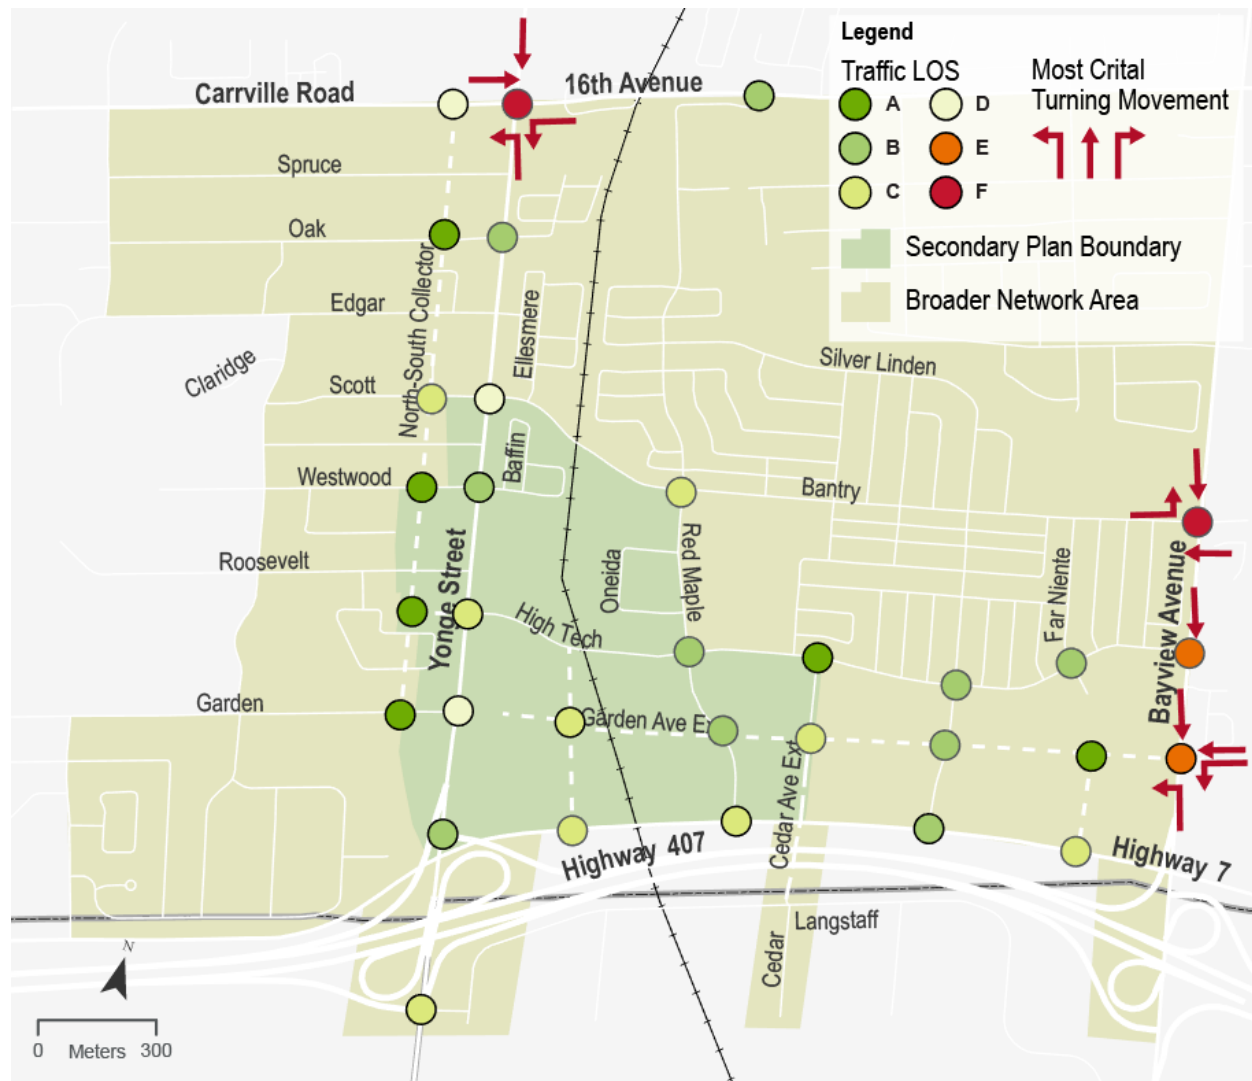 Legend
Traffic LOS
A
B
C
D
E
F
Most Crital
Turning Movement
Secondary Plan Boundary
Broader Network Area
Carrville Road
16th Avenue
Spruce
Oak
Edgar
North-South Collector
Ellesmere
Claridge
Scott
Silver Linden
Baffin
Westwood
Bantry
Roosevelt
Yonge Street
High Tech
Oneida
Red Maple
Far Niente
Bayview Avenue
Garden
Garden Ave E
Cedar Ave Ext
Highway 407
Highway 7
Langstaff
Cedar
N
0 Meters 300